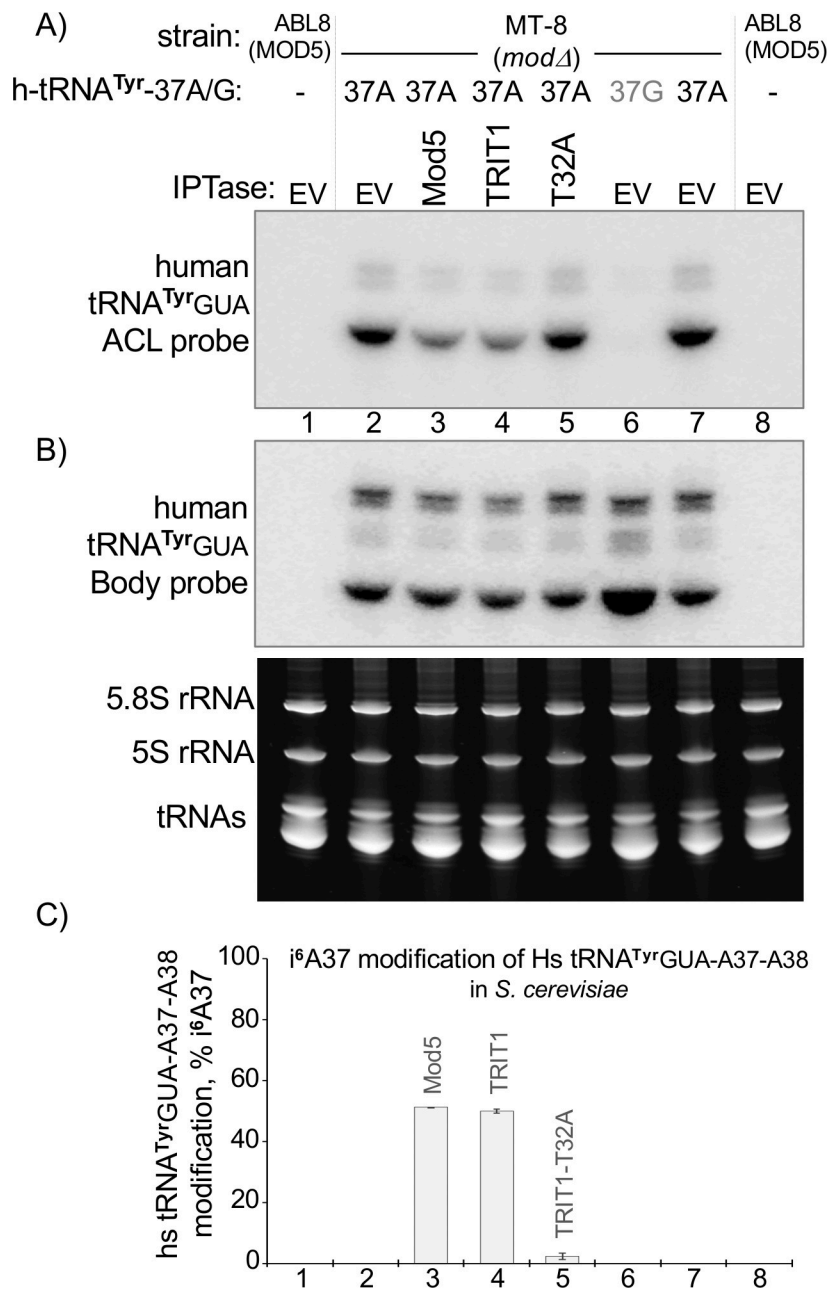 A)
strain:
ABL8
(MOD5)
MT-8
(modΔ)
ABL8
(MOD5)
h-tRNATyr-37A/G:
- 37A 37A 37A 37A 37G 37A -
IPTase:
EV EV Mod5 TRIT1 T32A EV EV EV
human
tRNATyrGUA
ACL probe
1 2 3 4 5 6 7 8
B)
human
tRNATyrGUA
Body probe
5.8S rRNA
5S rRNA
tRNAs
C)
i6A37 modification of Hs tRNATyrGUA-A37-A38
in S. cerevisiae
hs tRNATyrGUA-A37-A38
modification, % i6A37
100
80
60
40
20
0
Mod5
TRIT1
TRIT1-T32A
1 2 3 4 5 6 7 8